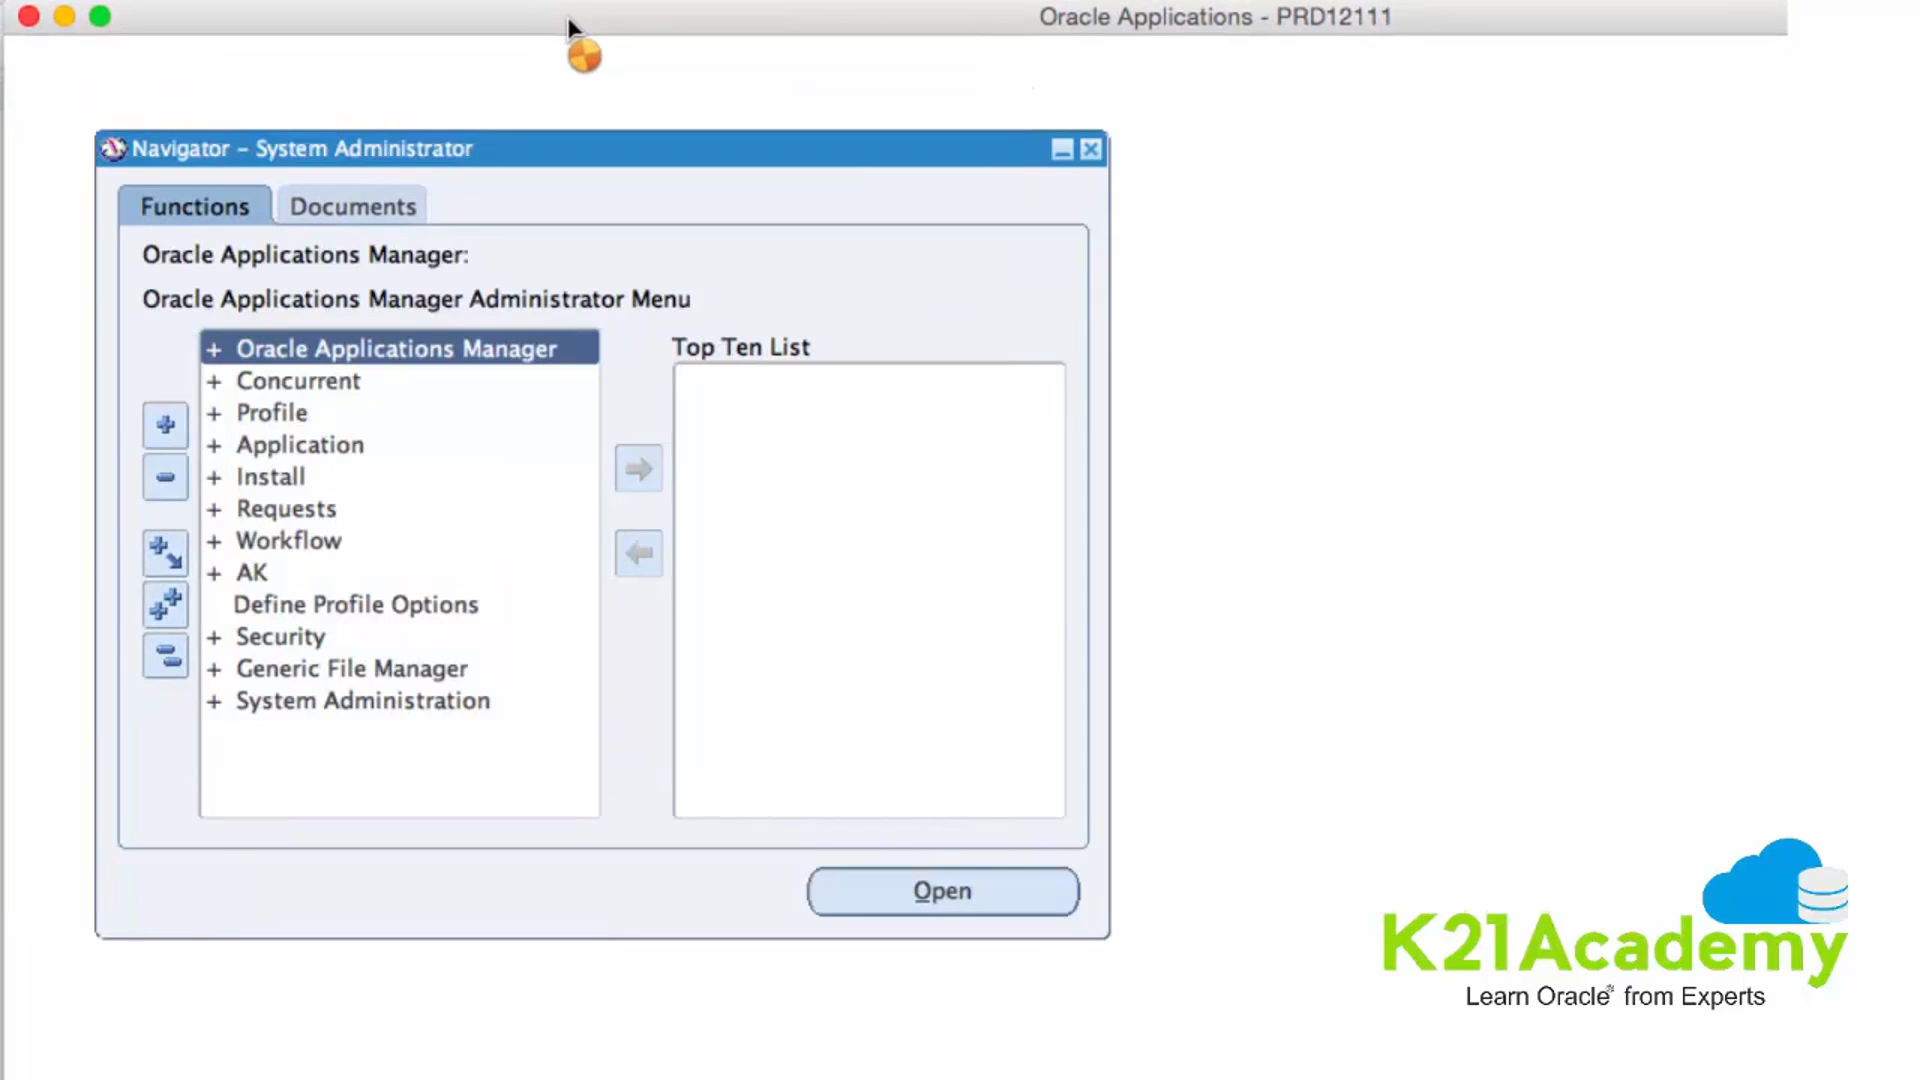 Oracle Applications - PRD12111
Navigator – System Administrator
Functions
Documents
Oracle Applications Manager:
Oracle Applications Manager Administrator Menu
+ Oracle Applications Manager
+ Concurrent
+ Profile
+ Application
+ Install
+ Requests
+ Workflow
+ AK
Define Profile Options
+ Security
+ Generic File Manager
+ System Administration
Top Ten List
Open
K21Academy
Learn Oracle® from Experts